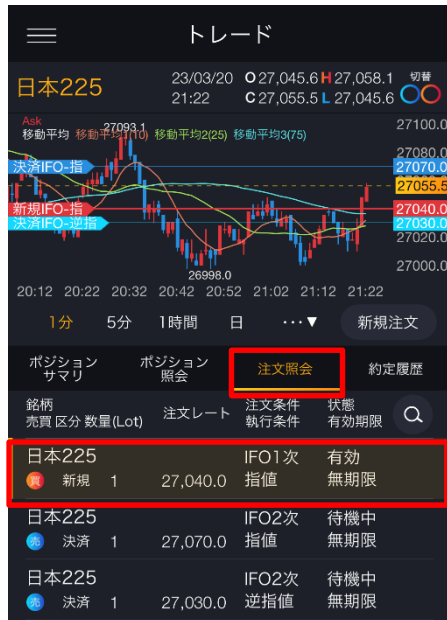 トレード
日本225
23/03/20 O 27,045.6 H 27,058.1 切替
21:22 C 27,055.5 L 27,045.6
Ask
移動平均 移動平均1(10) 移動平均2(25) 移動平均3(75)
27093.1
27100.0
27080.0
決済IFO-指
27070.0
27055.5
新規IFO-指
27040.0
決済IFO-逆指
27030.0
27020.0
26998.0
27000.0
20:12 20:22 20:32 20:42 20:52 21:02 21:12 21:22
1分 5分 1時間 日 ···▼ 新規注文
ポジション
サマリ
ポジション
照会
注文照会
約定履歴
銘柄
売買 区分 数量(Lot)
注文レート
注文条件
執行条件
状態
有効期限
日本225 IFO1次 有効
買 新規 1 27,040.0 指値 無期限
日本225 IFO2次 待機中
売 決済 1 27,070.0 指値 無期限
日本225 IFO2次 待機中
売 決済 1 27,030.0 逆指値 無期限